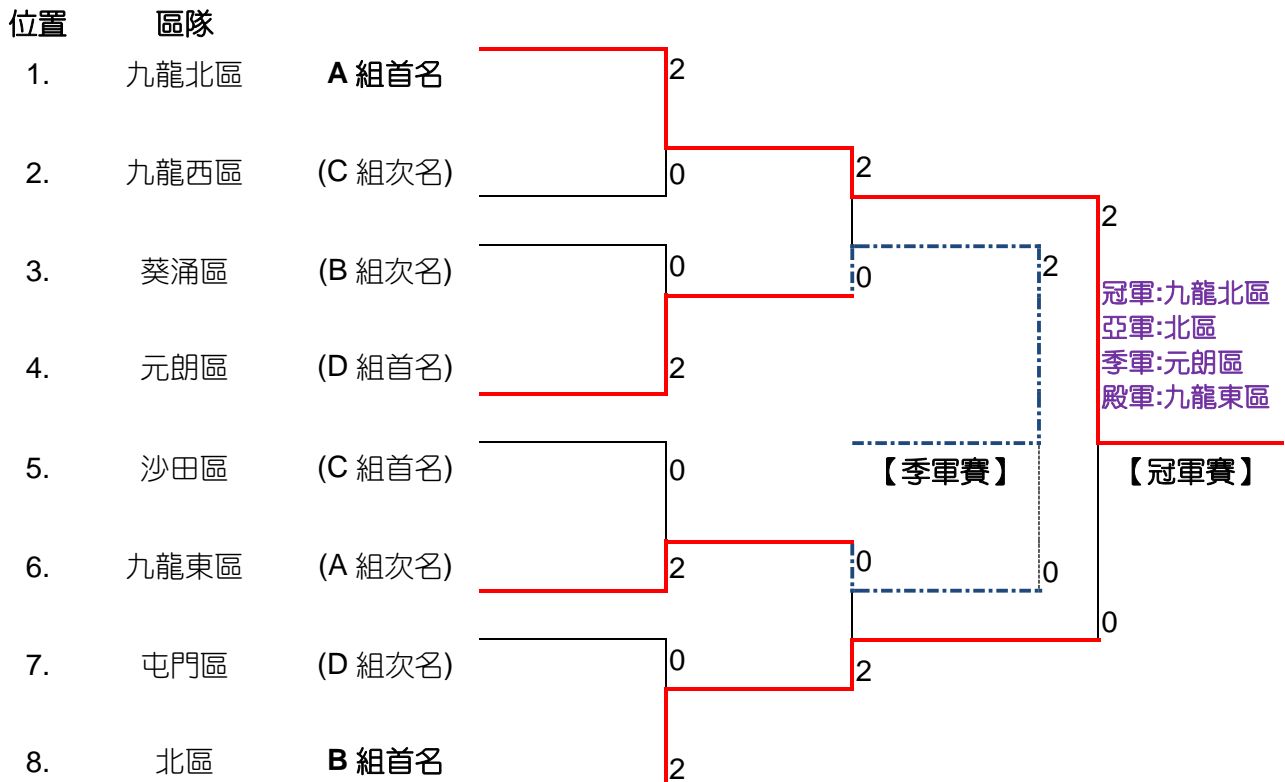 位置 區隊
1. 九龍北區 A 組首名 2
2. 九龍西區 (C 組次名) 0 2
2
3. 葵涌區 (B 組次名) 0 0 2
冠軍:九龍北區
亞軍:北區
季軍:元朗區
殿軍:九龍東區
4. 元朗區 (D 組首名) 2
5. 沙田區 (C 組首名) 0 【季軍賽】 【冠軍賽】
6. 九龍東區 (A 組次名) 2 0 0
0
7. 屯門區 (D 組次名) 0 2
8. 北區 B 組首名 2